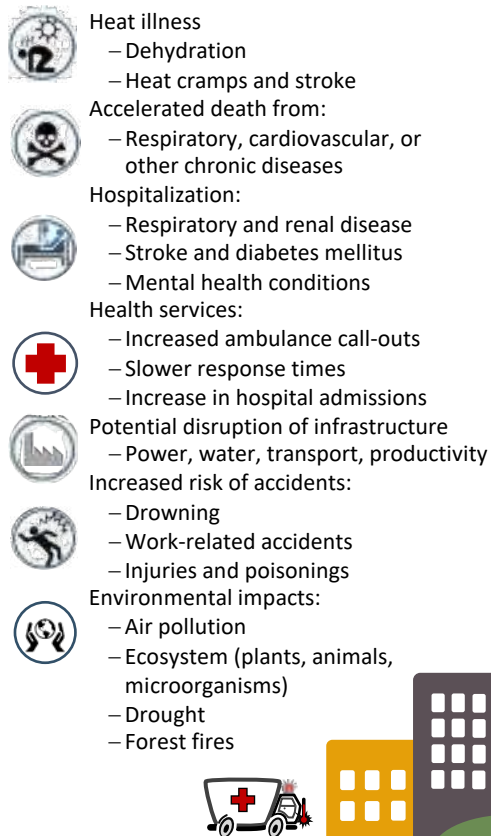 Heat illness
– Dehydration
– Heat cramps and stroke
Accelerated death from:
– Respiratory, cardiovascular, or
other chronic diseases
Hospitalization:
– Respiratory and renal disease
– Stroke and diabetes mellitus
– Mental health conditions
Health services:
– Increased ambulance call-outs
– Slower response times
– Increase in hospital admissions
Potential disruption of infrastructure
– Power, water, transport, productivity
Increased risk of accidents:
– Drowning
– Work-related accidents
– Injuries and poisonings
Environmental impacts:
– Air pollution
– Ecosystem (plants, animals,
microorganisms)
– Drought
– Forest fires